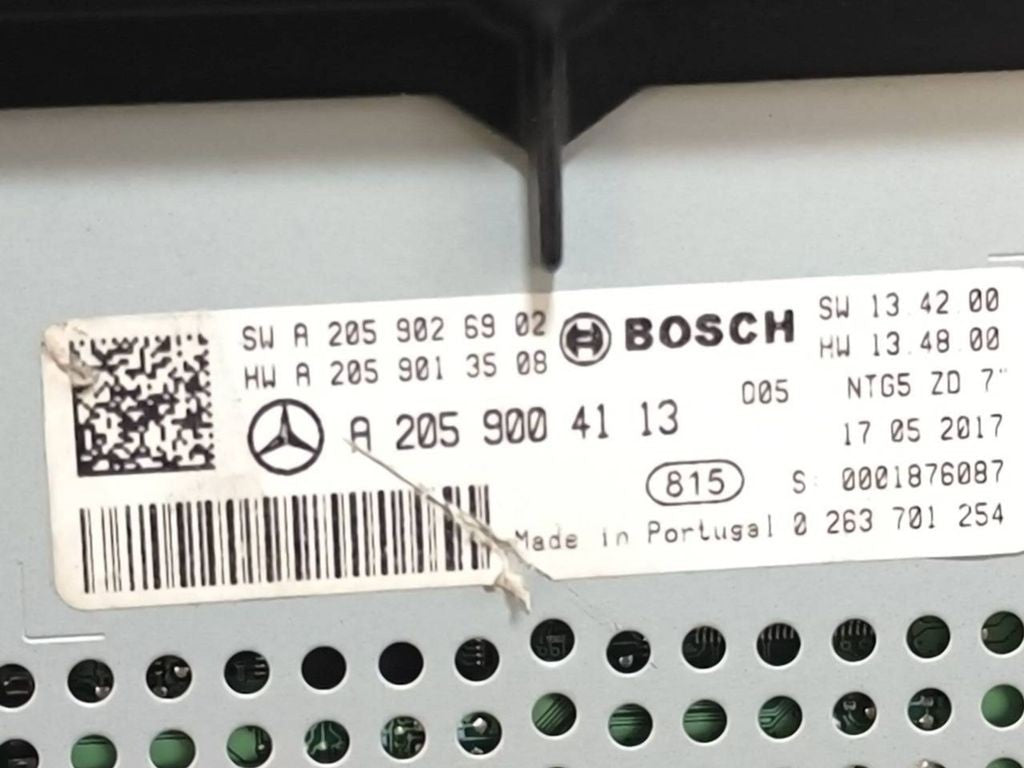 SW A 205 902 69 02
HW A 205 901 35 08
BOSCH
SW 13.42.00
HW 13.48.00
D05 NTG5 ZD 7"
A 205 900 41 13
17 05 2017
815
S: 0001876087
Made in Portugal 0 263 701 254